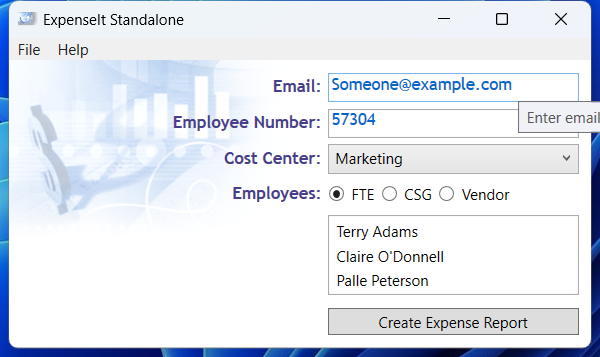 ExpenseIt Standalone
File Help
Email: Someone@example.com
Enter email
Employee Number: 57304
Cost Center: Marketing
Employees: FTE CSG Vendor
Terry Adams
Claire O'Donnell
Palle Peterson
Create Expense Report